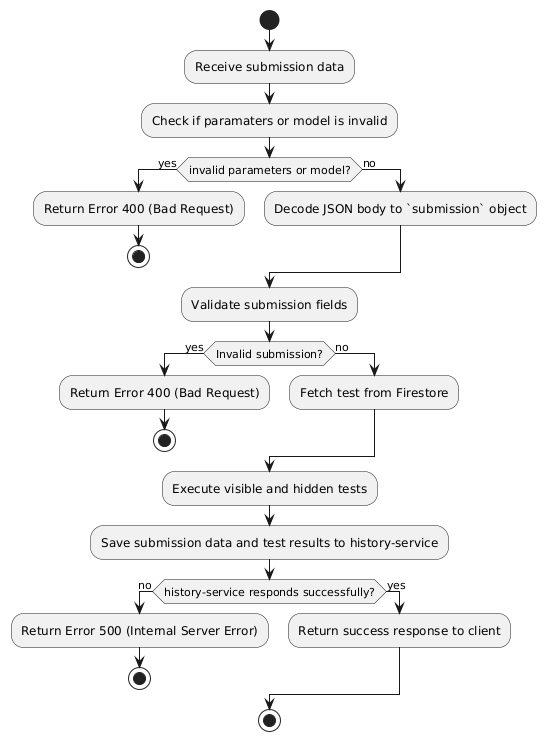 Receive submission data
Check if paramaters or model is invalid
yes
invalid parameters or model?
no
Return Error 400 (Bad Request)
Decode JSON body to `submission` object
Validate submission fields
yes
Invalid submission?
no
Return Error 400 (Bad Request)
Fetch test from Firestore
Execute visible and hidden tests
Save submission data and test results to history-service
no
history-service responds successfully?
yes
Return Error 500 (Internal Server Error)
Return success response to client